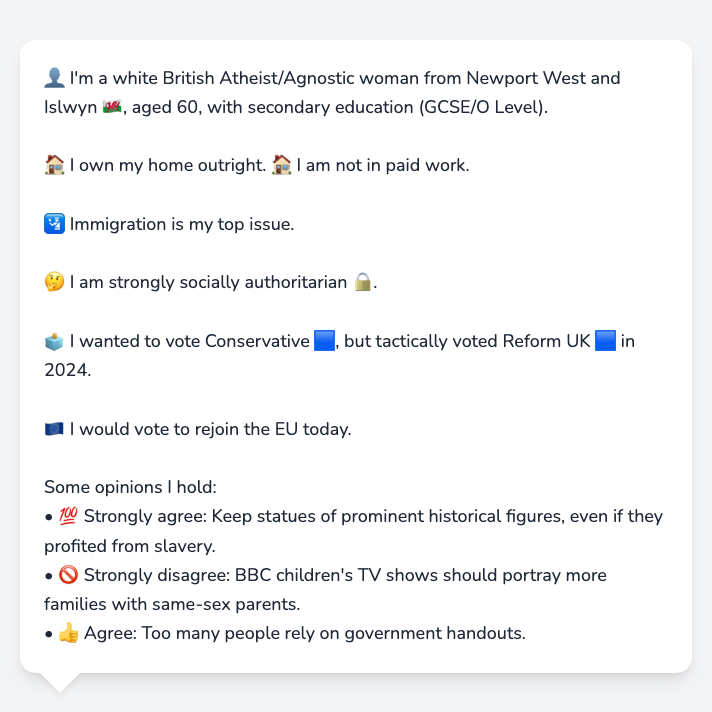 👤 I'm a white British Atheist/Agnostic woman from Newport West and
Islwyn 🏴󠁧󠁢󠁷󠁬󠁳󠁿, aged 60, with secondary education (GCSE/O Level).
🏠 I own my home outright. 🏠 I am not in paid work.
🛂 Immigration is my top issue.
🤔 I am strongly socially authoritarian 🔒.
🗳️ I wanted to vote Conservative 🟦, but tactically voted Reform UK 🟦 in
2024.
🇪🇺 I would vote to rejoin the EU today.
Some opinions I hold:
• 💯 Strongly agree: Keep statues of prominent historical figures, even if they
profited from slavery.
• 🚫 Strongly disagree: BBC children's TV shows should portray more
families with same-sex parents.
• 👍 Agree: Too many people rely on government handouts.